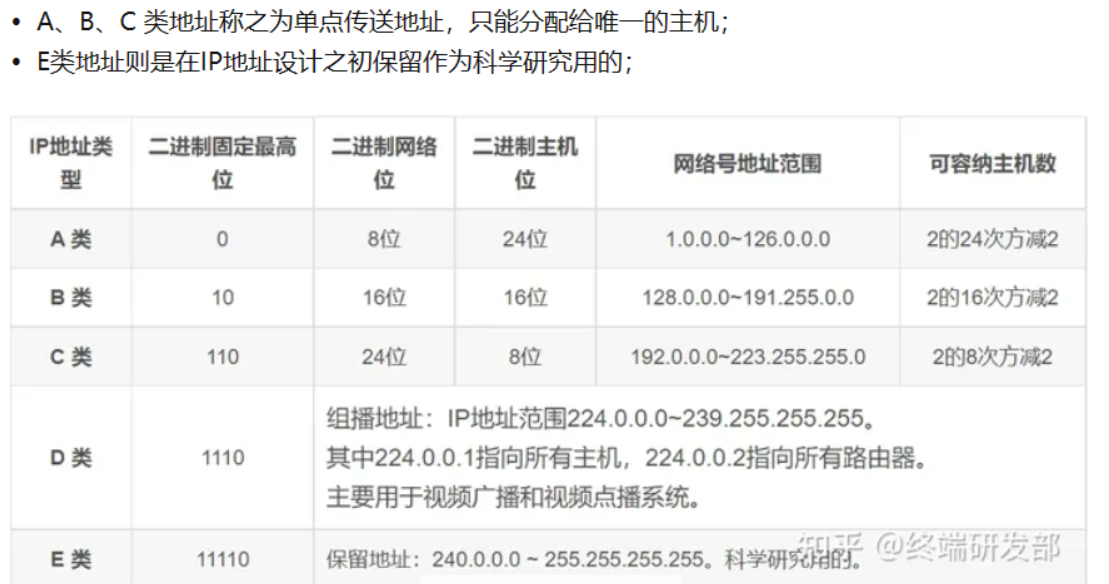 • A、B、C 类地址称之为单点传送地址，只能分配给唯一的主机；
• E类地址则是在IP地址设计之初保留作为科学研究用的；
IP地址类型 二进制固定最高位 二进制网络位 二进制主机位 网络号地址范围 可容纳主机数
A 类 0 8位 24位 1.0.0.0~126.0.0.0 2的24次方减2
B 类 10 16位 16位 128.0.0.0~191.255.0.0 2的16次方减2
C 类 110 24位 8位 192.0.0.0~223.255.255.0 2的8次方减2
D 类 1110 组播地址：IP地址范围224.0.0.0~239.255.255.255。
其中224.0.0.1指向所有主机，224.0.0.2指向所有路由器。
主要用于视频广播和视频点播系统。
E 类 11110 保留地址：240.0.0.0 ~ 255.255.255.255。科学研究用的。
知乎 @终端研发部